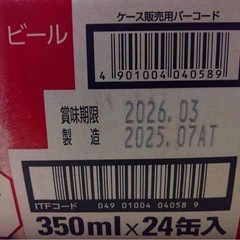 ケース販売用バーコード
ビール
4 901004 040589
賞味期限 2026.03
製造 2025.07AT
ITFコード 049 01004 04058 9
350ml×24缶入